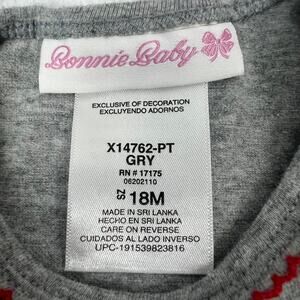 Bonnie Baby
EXCLUSIVE OF DECORATION
EXCLUYENDO ADORNOS
X14762-PT
GRY
RN # 17175
06202110
ZS 18M
MADE IN SRI LANKA
HECHO EN SRI LANKA
CARE ON REVERSE
CUIDADOS AL LADO INVERSO
UPC-191539823816